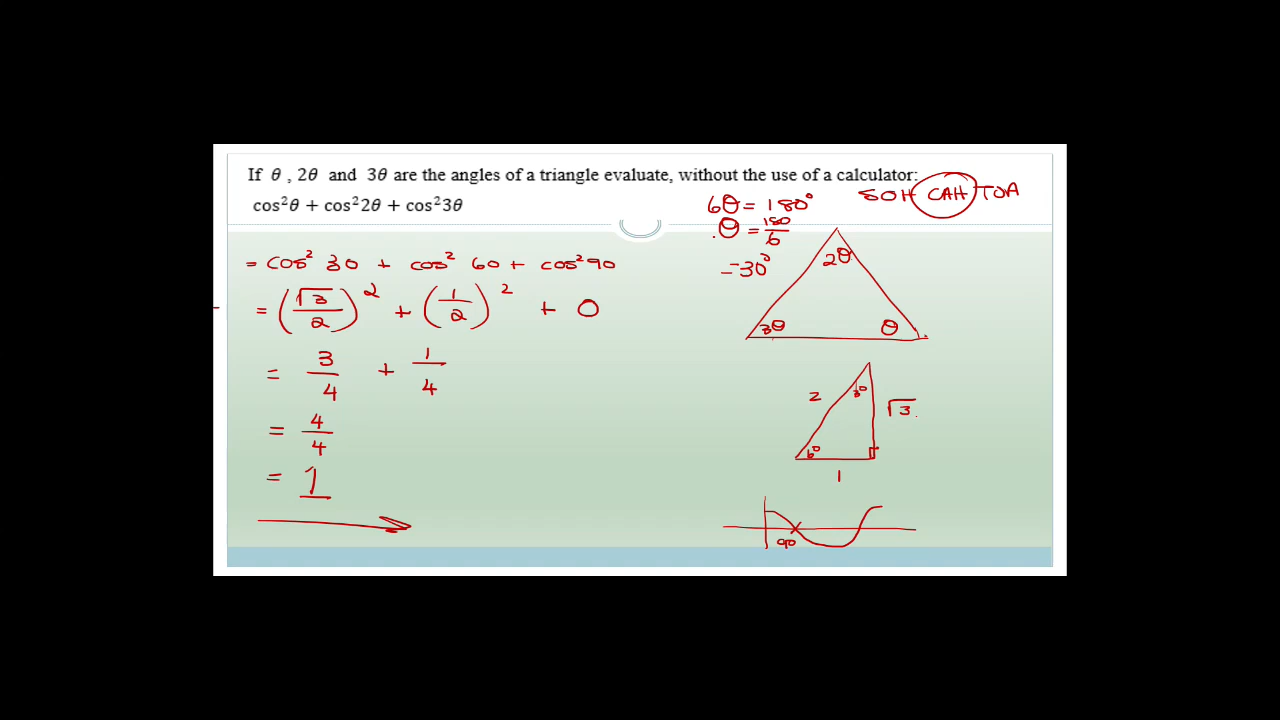 If θ , 2θ and 3θ are the angles of a triangle evaluate, without the use of a calculator:
cos²θ + cos²2θ + cos²3θ
6θ = 180°
θ = 180/6
= 30°
SOH CAH TOA
= cos² 30 + cos² 60 + cos² 90
= (√3/2)² + (1/2)² + 0
= 3/4 + 1/4
= 4/4
= 1
2θ
3θ
θ
2
30
√3
60
1
90